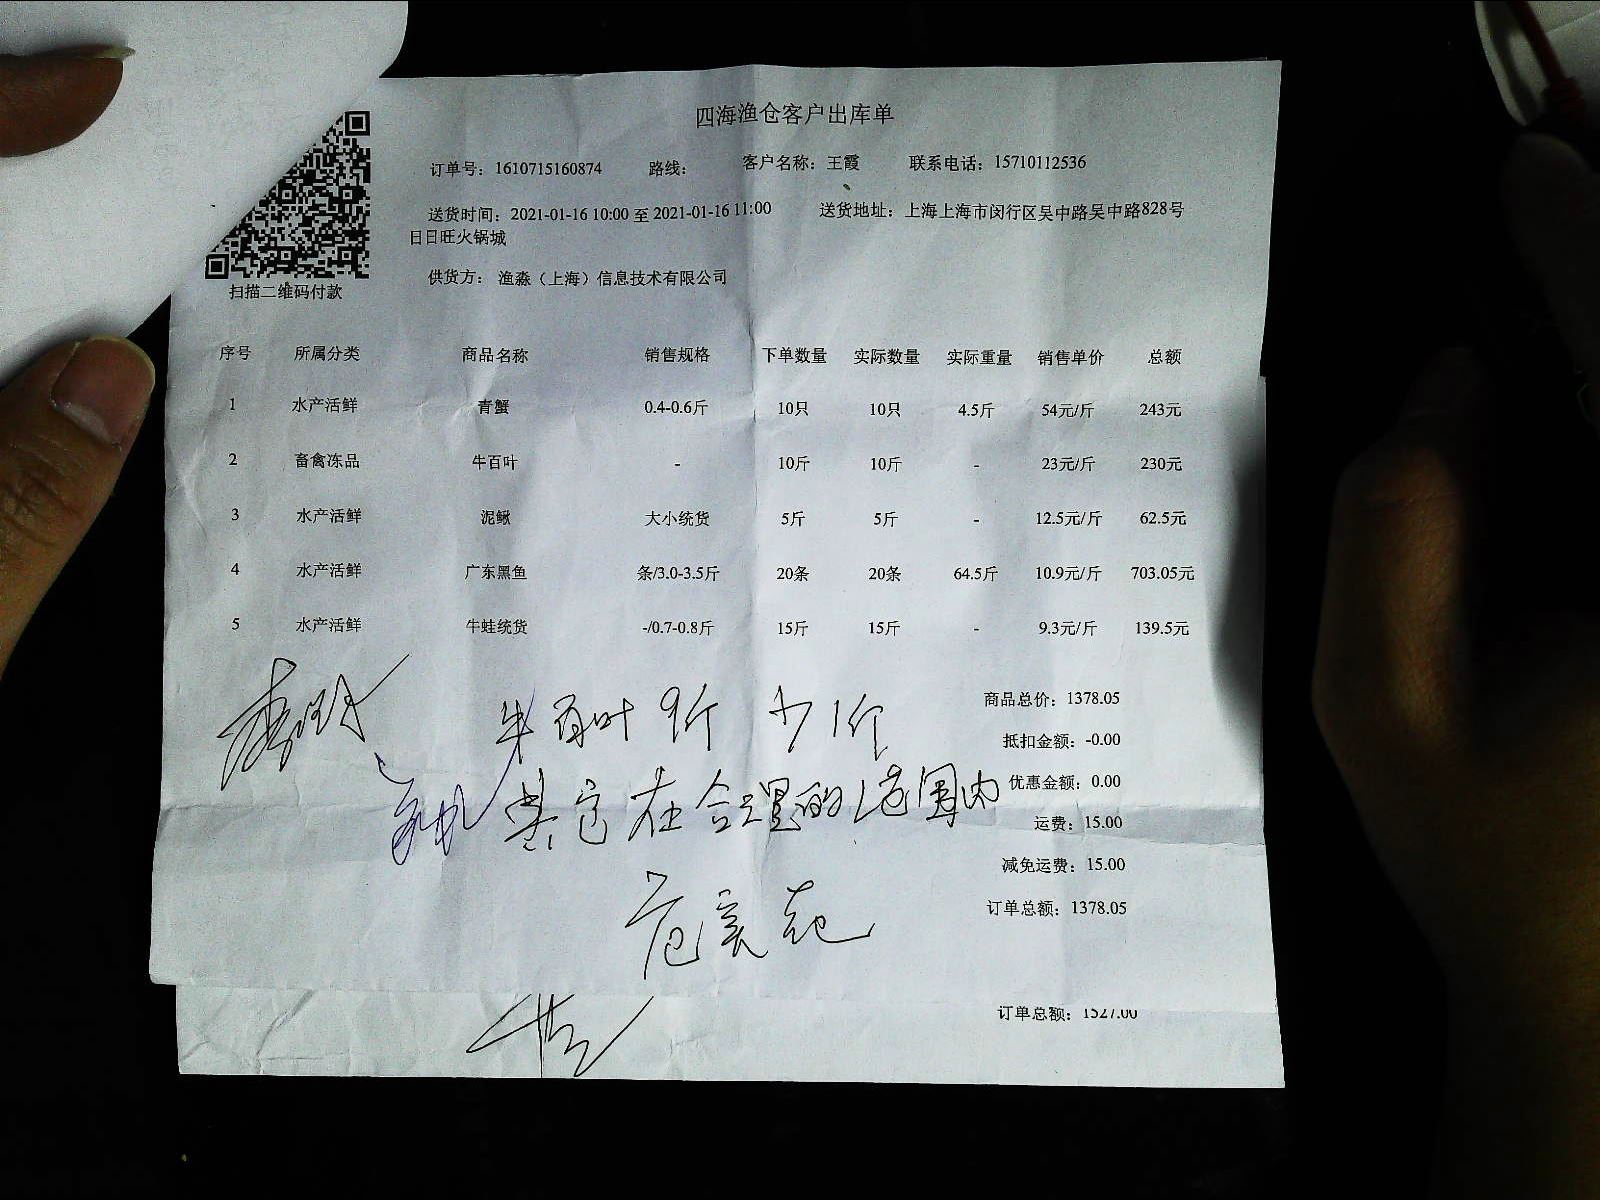 四海渔仓客户出库单
订单号：1610715160874 路线： 客户名称：王霞 联系电话：15710112536
送货时间：2021-01-16 10:00 至 2021-01-16 11:00 送货地址：上海上海市闵行区吴中路吴中路828号
日日旺火锅城
供货方： 渔淼（上海）信息技术有限公司
扫描二维码付款
序号 所属分类 商品名称 销售规格 下单数量 实际数量 实际重量 销售单价 总额
1 水产活鲜 青蟹 0.4-0.6斤 10只 10只 4.5斤 54元/斤 243元
2 畜禽冻品 牛百叶 - 10斤 10斤 - 23元/斤 230元
3 水产活鲜 泥鳅 大小统货 5斤 5斤 - 12.5元/斤 62.5元
4 水产活鲜 广东黑鱼 条/3.0-3.5斤 20条 20条 64.5斤 10.9元/斤 703.05元
5 水产活鲜 牛蛙统货 -/0.7-0.8斤 15斤 15斤 - 9.3元/斤 139.5元
商品总价：1378.05
抵扣金额：-0.00
优惠金额：0.00
运费：15.00
减免运费：15.00
订单总额：1378.05
牛百叶9斤 少1斤
其它在合理的范围内
订单总额：1527.00